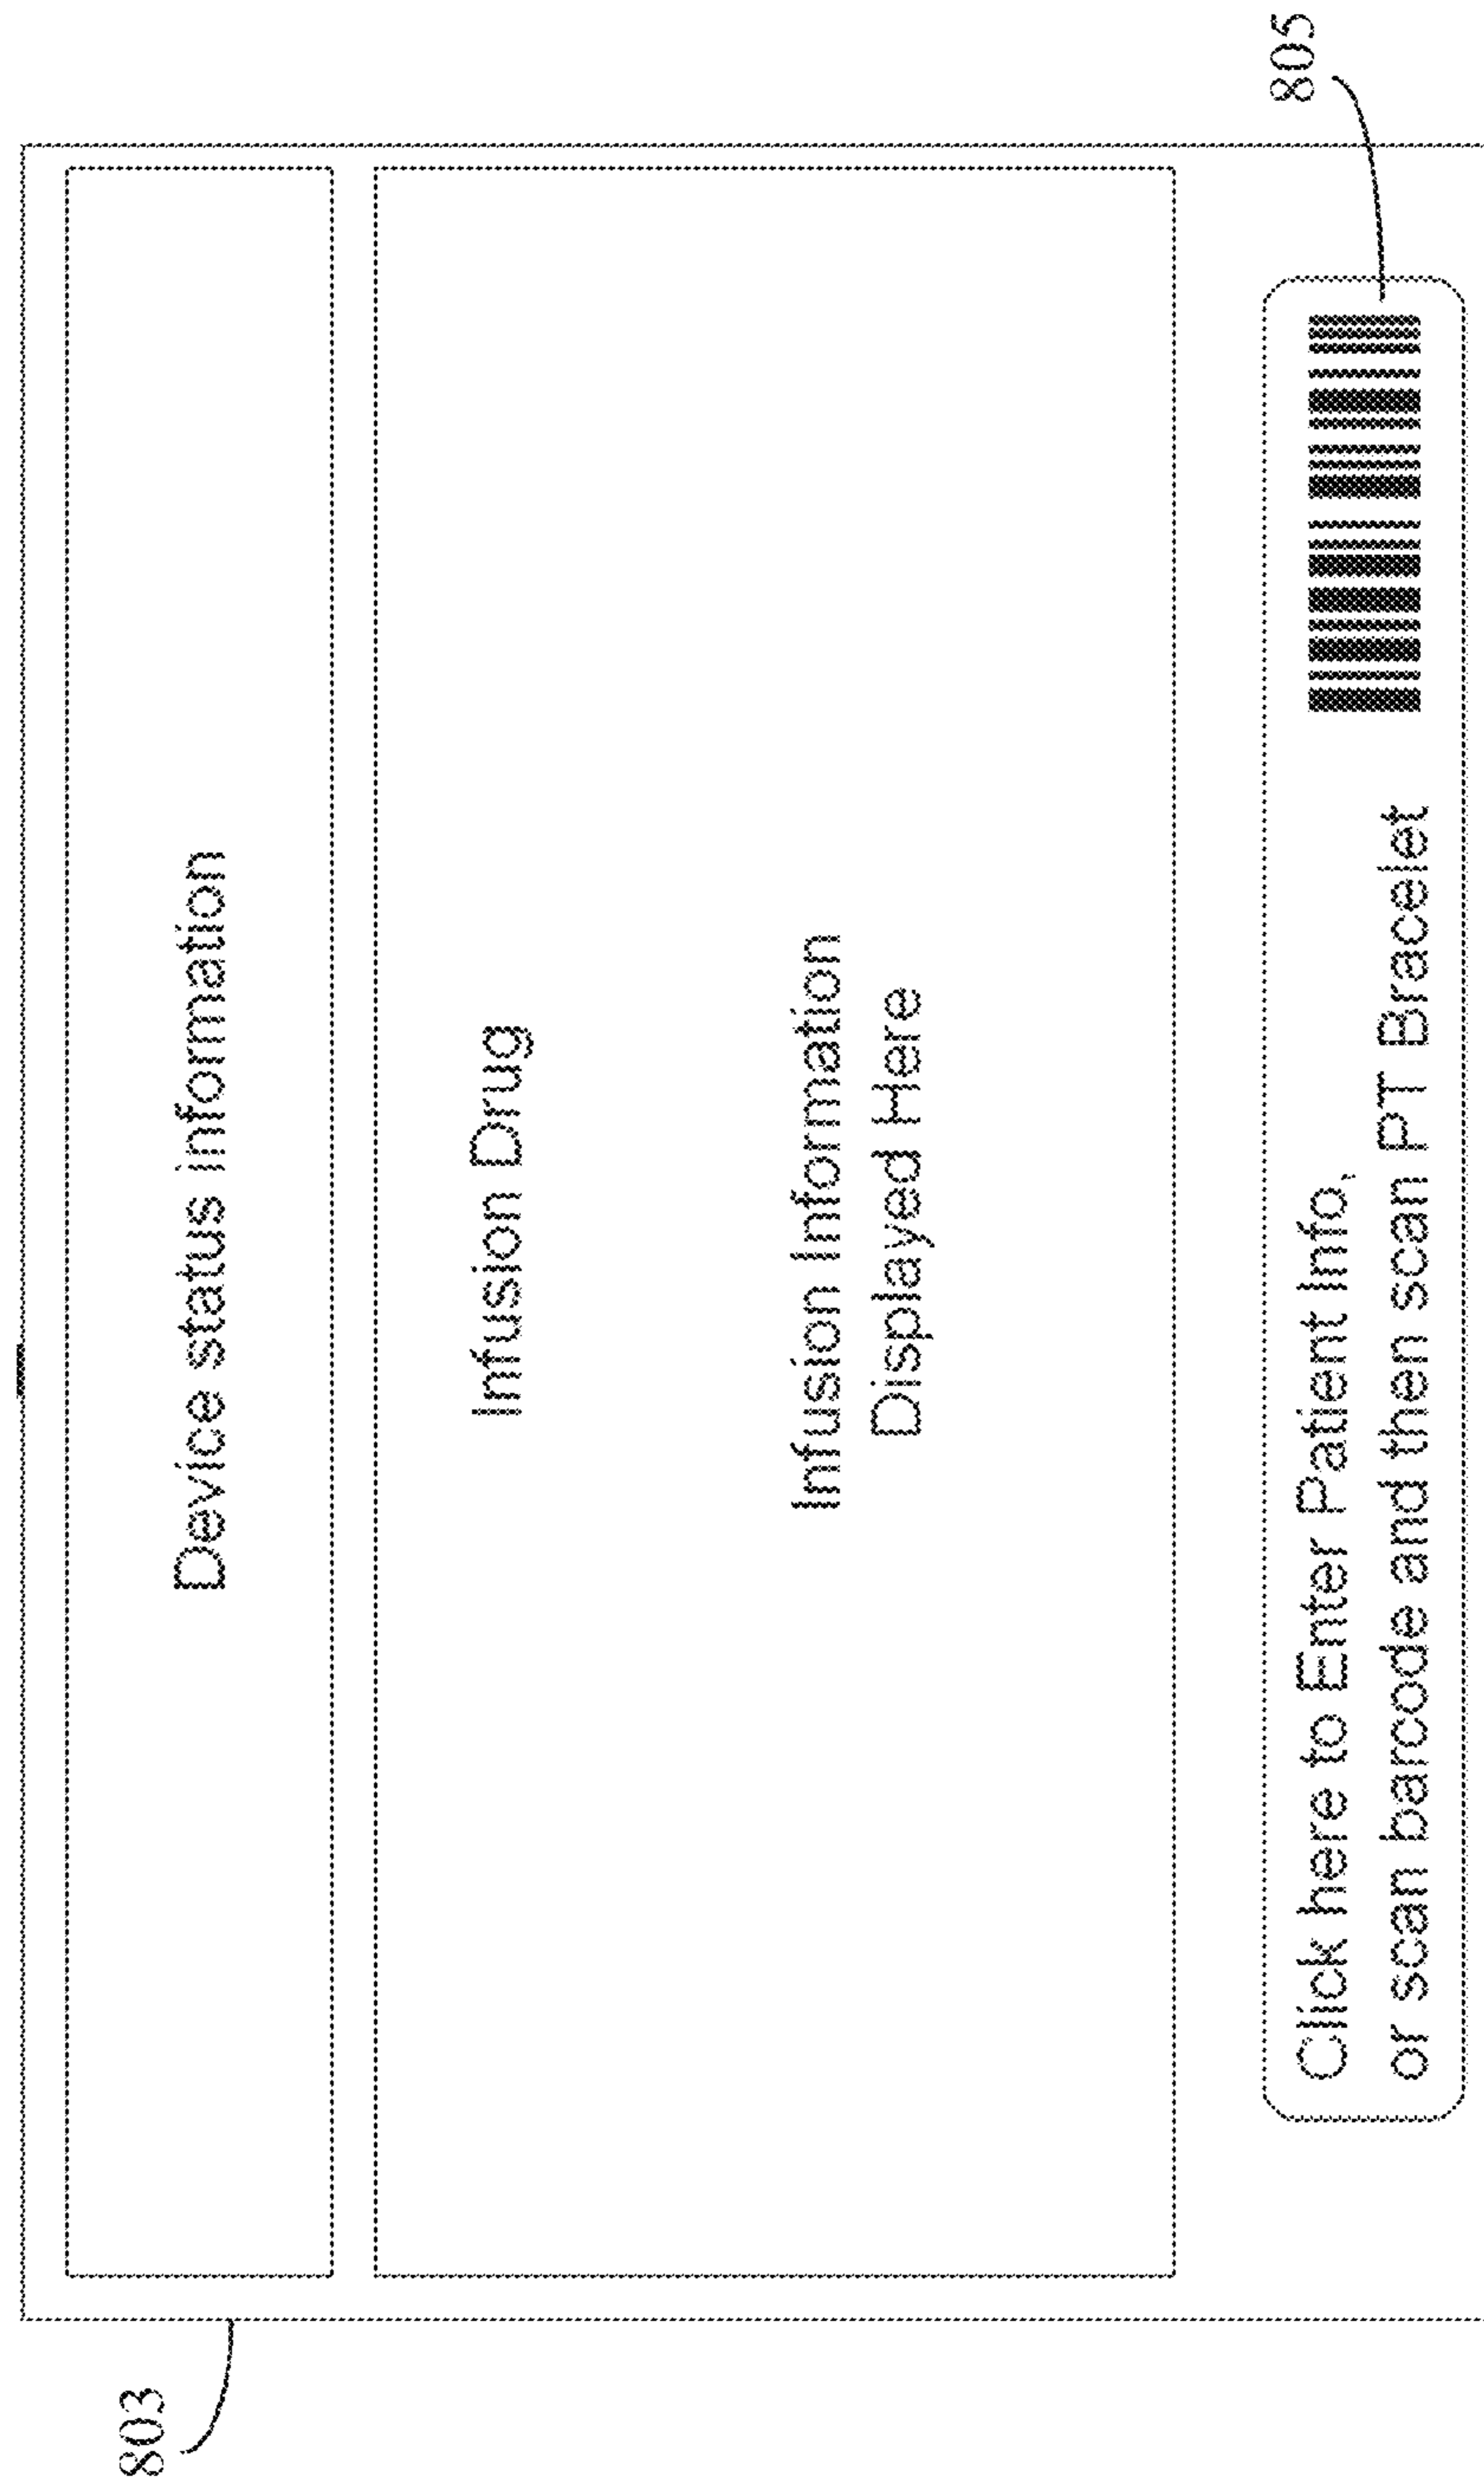 803
Device status information
Infusion Drug
Infusion Information
Displayed Here
Click here to Enter Patient Info,
or scan barcode and then scan PT Bracelet
805